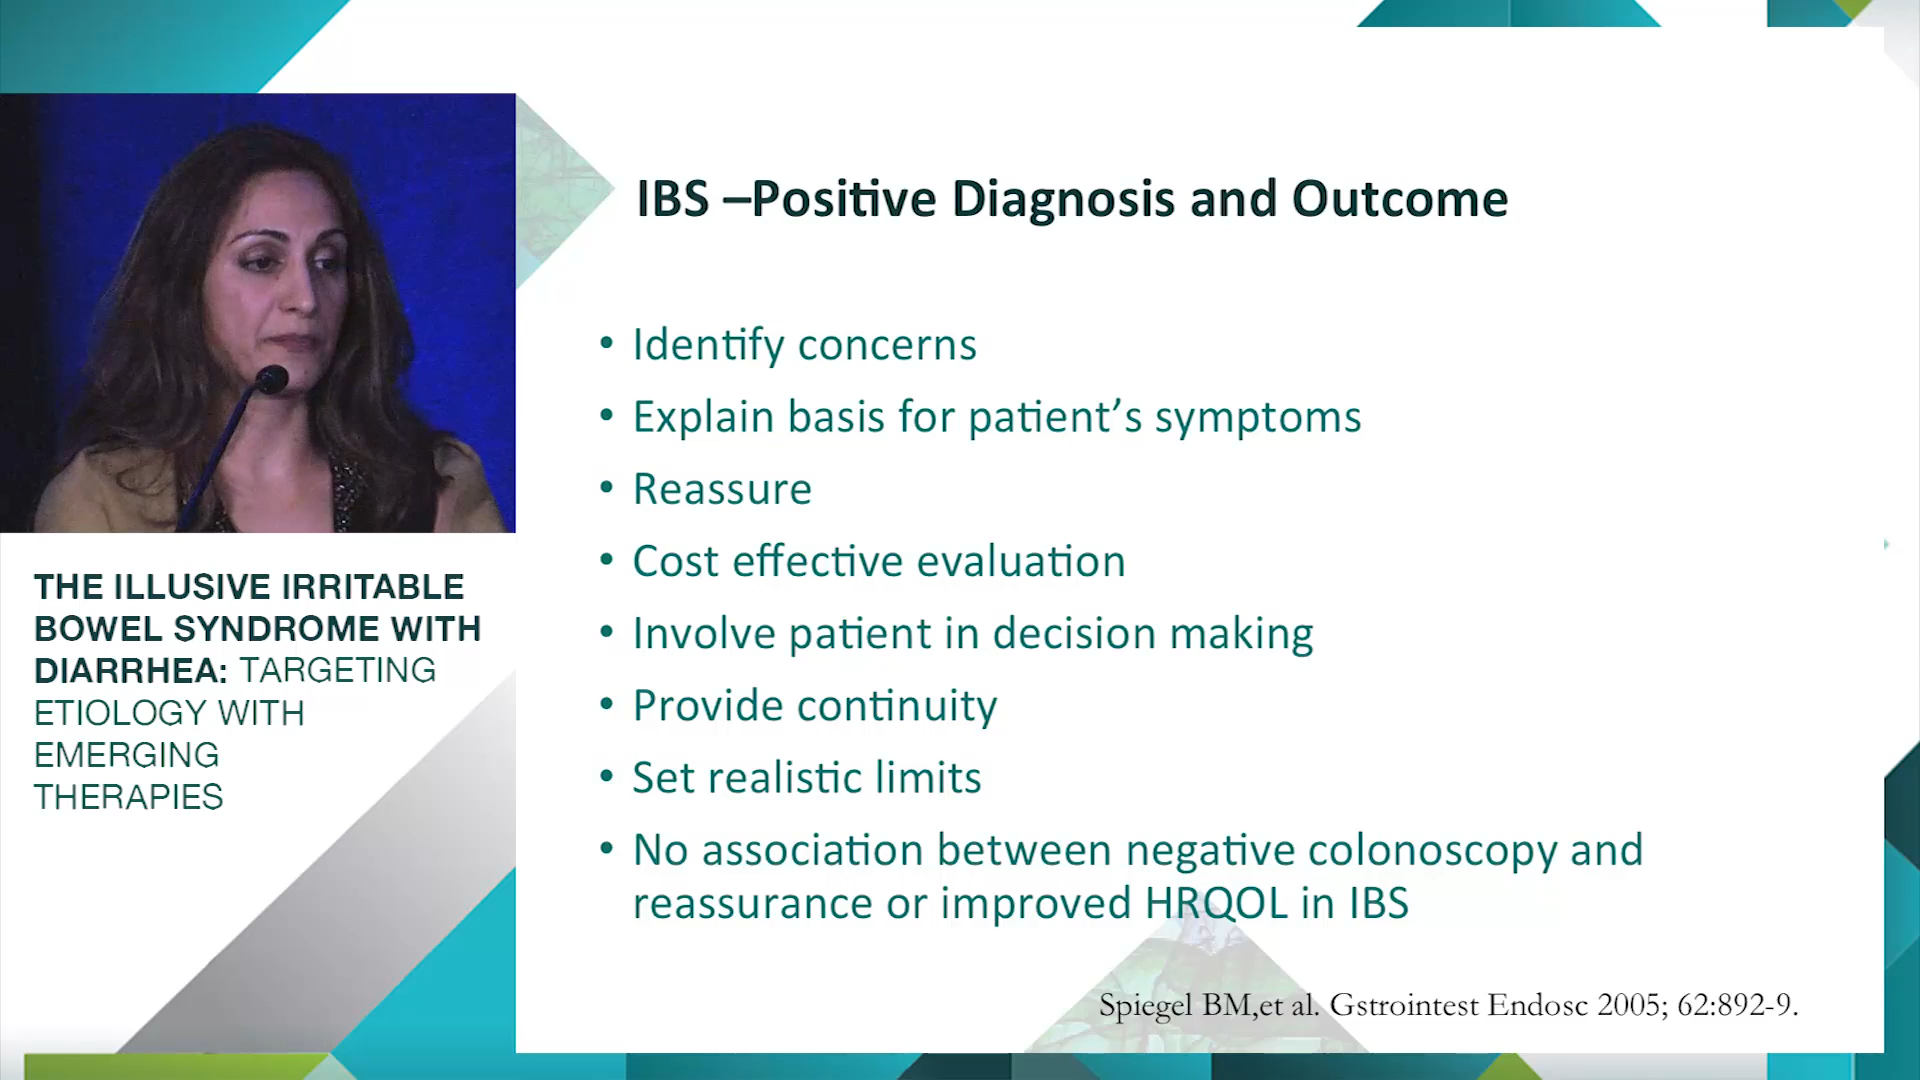 IBS –Positive Diagnosis and Outcome
• Identify concerns
• Explain basis for patient’s symptoms
• Reassure
• Cost effective evaluation
• Involve patient in decision making
• Provide continuity
• Set realistic limits
• No association between negative colonoscopy and
reassurance or improved HRQOL in IBS
Spiegel BM,et al. Gstrointest Endosc 2005; 62:892-9.
THE ILLUSIVE IRRITABLE
BOWEL SYNDROME WITH
DIARRHEA: TARGETING
ETIOLOGY WITH
EMERGING
THERAPIES